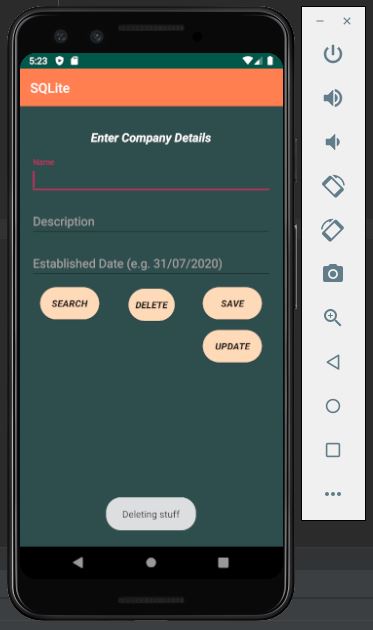 5:23
SQLite
Enter Company Details
Name
Description
Established Date (e.g. 31/07/2020)
SEARCH DELETE SAVE
UPDATE
Deleting stuff